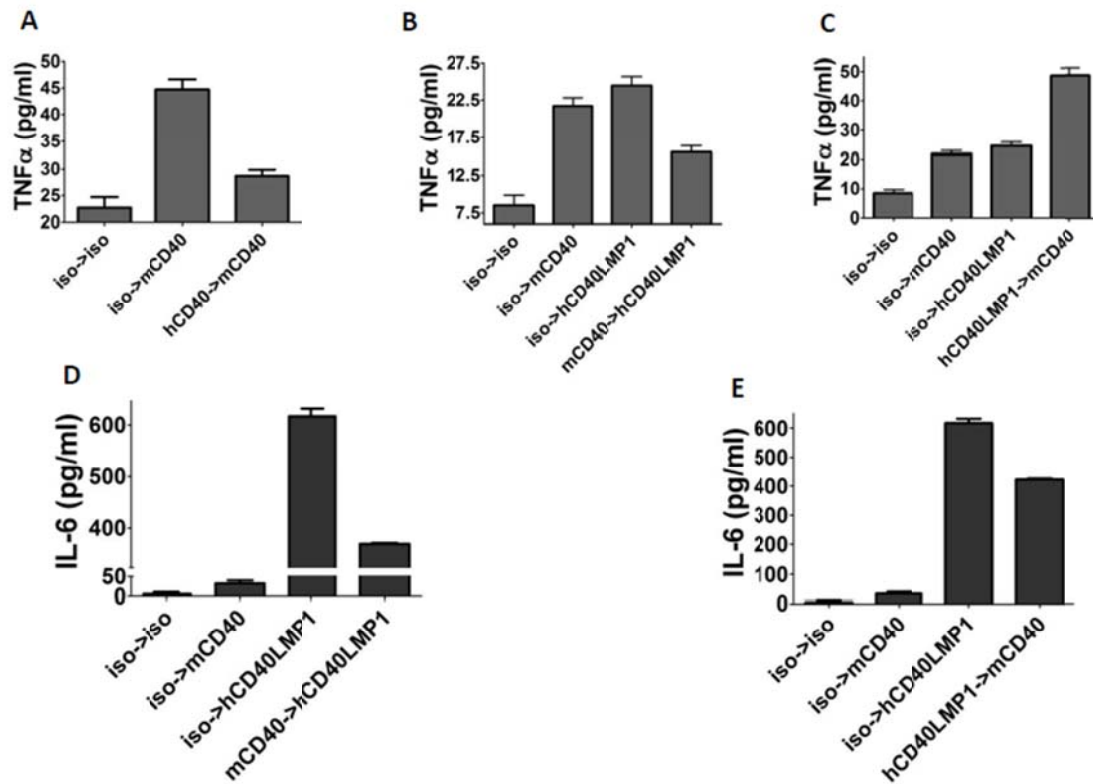 A
TNFα (pg/ml)
50
45
40
35
30
25
20
iso->iso
iso->mCD40
hCD40->mCD40
B
TNFα (pg/ml)
27.5
22.5
17.5
12.5
7.5
iso->iso
iso->mCD40
iso->hCD40LMP1
mCD40->hCD40LMP1
C
TNFα (pg/ml)
50
40
30
20
10
0
iso->iso
iso->mCD40
iso->hCD40LMP1
hCD40LMP1->mCD40
D
IL-6 (pg/ml)
600
500
400
50
0
iso->iso
iso->mCD40
iso->hCD40LMP1
mCD40->hCD40LMP1
E
IL-6 (pg/ml)
600
500
400
300
200
100
0
iso->iso
iso->mCD40
iso->hCD40LMP1
hCD40LMP1->mCD40